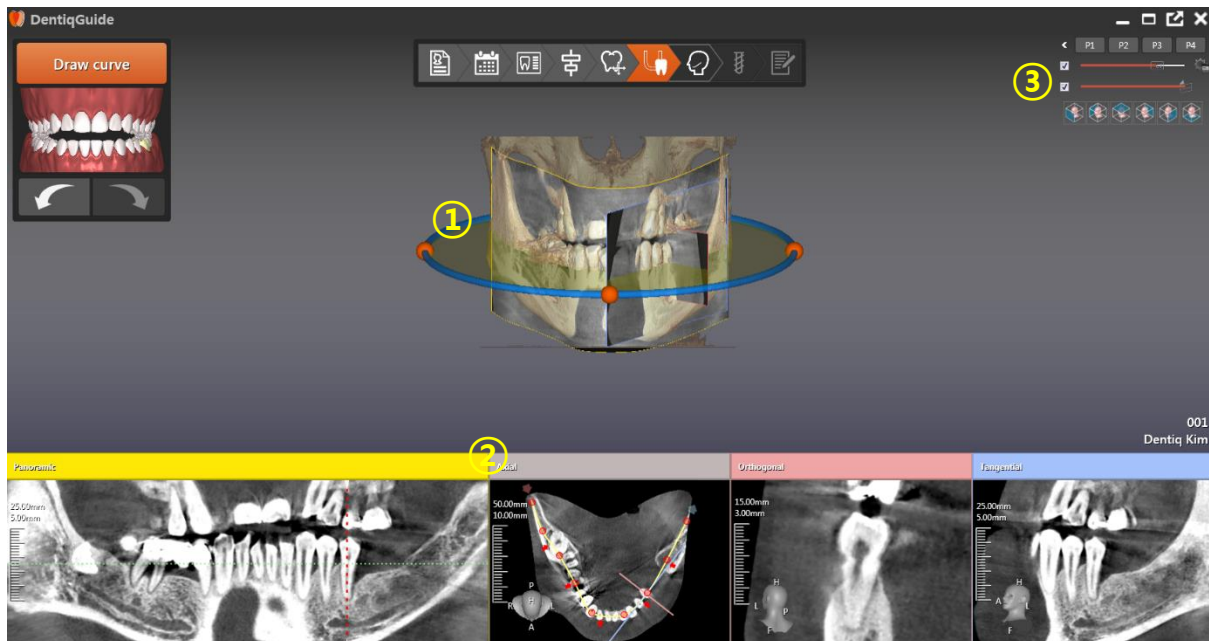 DentiqGuide
Draw curve
P1 P2 P3 P4
③
①
001
Dentiq Kim
②
Panoramic
Axial
Orthogonal
Tangential
25.00mm
5.00mm
50.00mm
10.00mm
P
R H L
A
15.00mm
3.00mm
H
L P
F
25.00mm
5.00mm
H
A
F